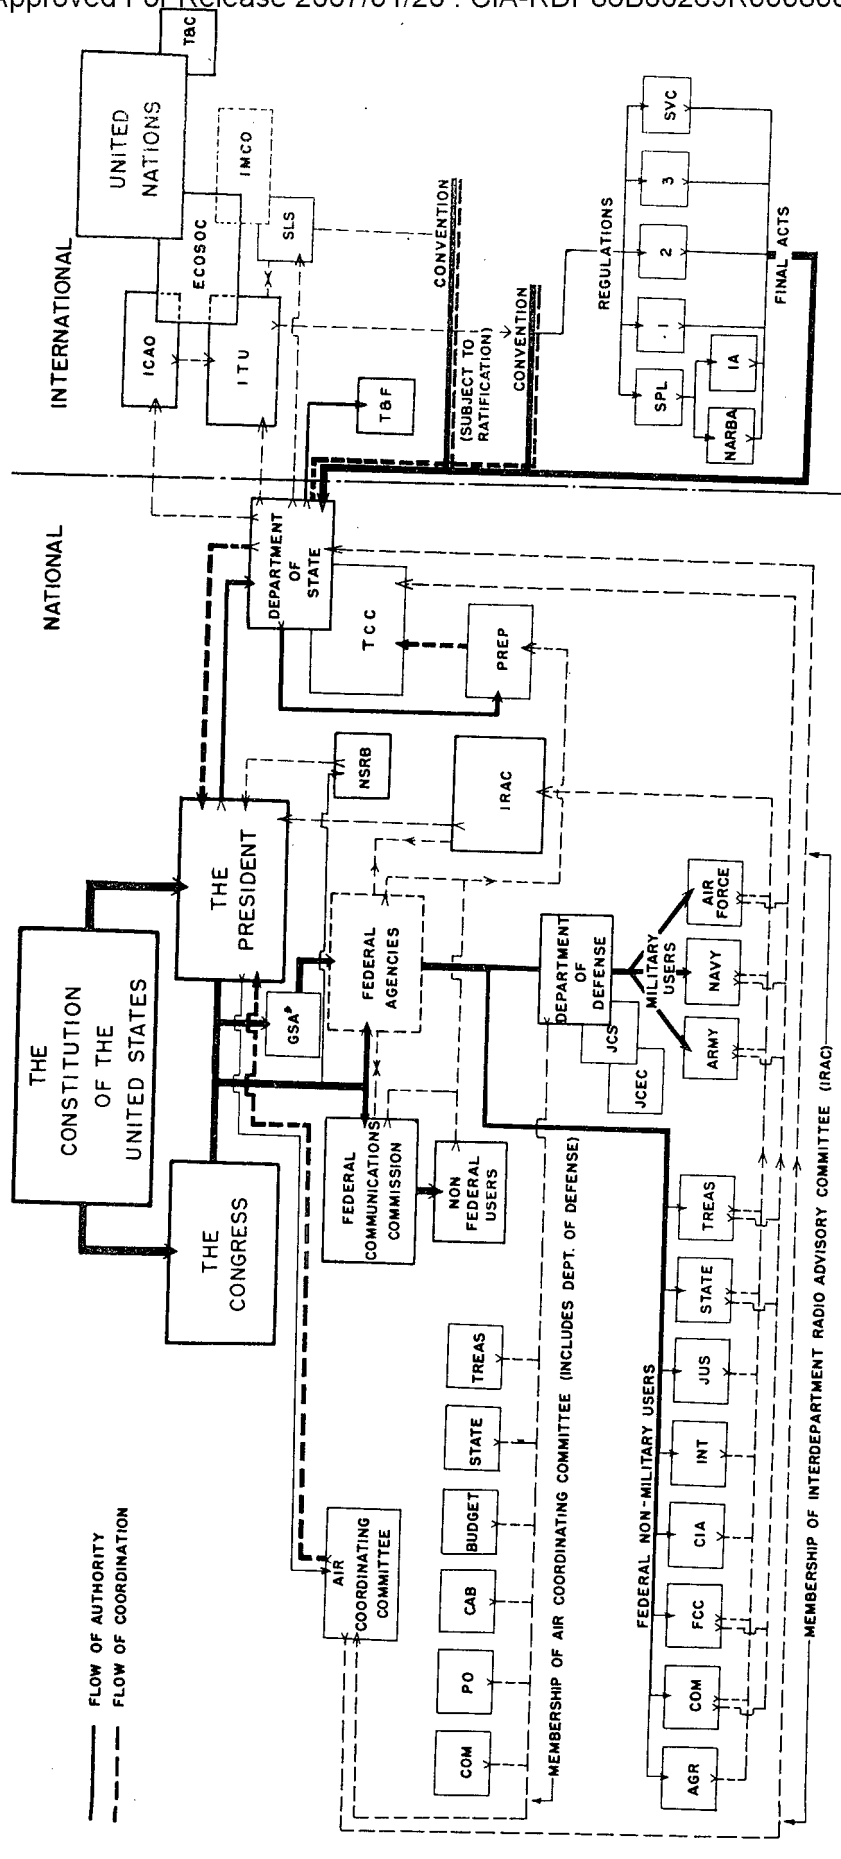 Approved For Release 2007/01/20 : CIA-RDP
FLOW OF AUTHORITY
FLOW OF COORDINATION
NATIONAL
INTERNATIONAL
THE
CONSTITUTION
OF THE
UNITED STATES
THE
CONGRESS
THE
PRESIDENT
UNITED
NATIONS
T&C
ECOSOC
IMCO
SLS
ICAO
ITU
T&F
DEPARTMENT
OF
STATE
TCC
PREP
NSRB
IRAC
GSA
FEDERAL
AGENCIES
FEDERAL
COMMUNICATIONS
COMMISSION
NON
FEDERAL
USERS
AIR
COORDINATING
COMMITTEE
COM
PO
CAB
BUDGET
STATE
TREAS
MEMBERSHIP OF AIR COORDINATING COMMITTEE (INCLUDES DEPT. OF DEFENSE)
DEPARTMENT
OF
DEFENSE
JCS
JCEC
MILITARY
USERS
ARMY
NAVY
AIR
FORCE
FEDERAL NON-MILITARY USERS
AGR
COM
FCC
CIA
INT
JUS
STATE
TREAS
MEMBERSHIP OF INTERDEPARTMENT RADIO ADVISORY COMMITTEE (IRAC)
CONVENTION
(SUBJECT TO
RATIFICATION)
CONVENTION
REGULATIONS
SPL
1
2
3
SVC
NARBA
IA
FINAL ACTS